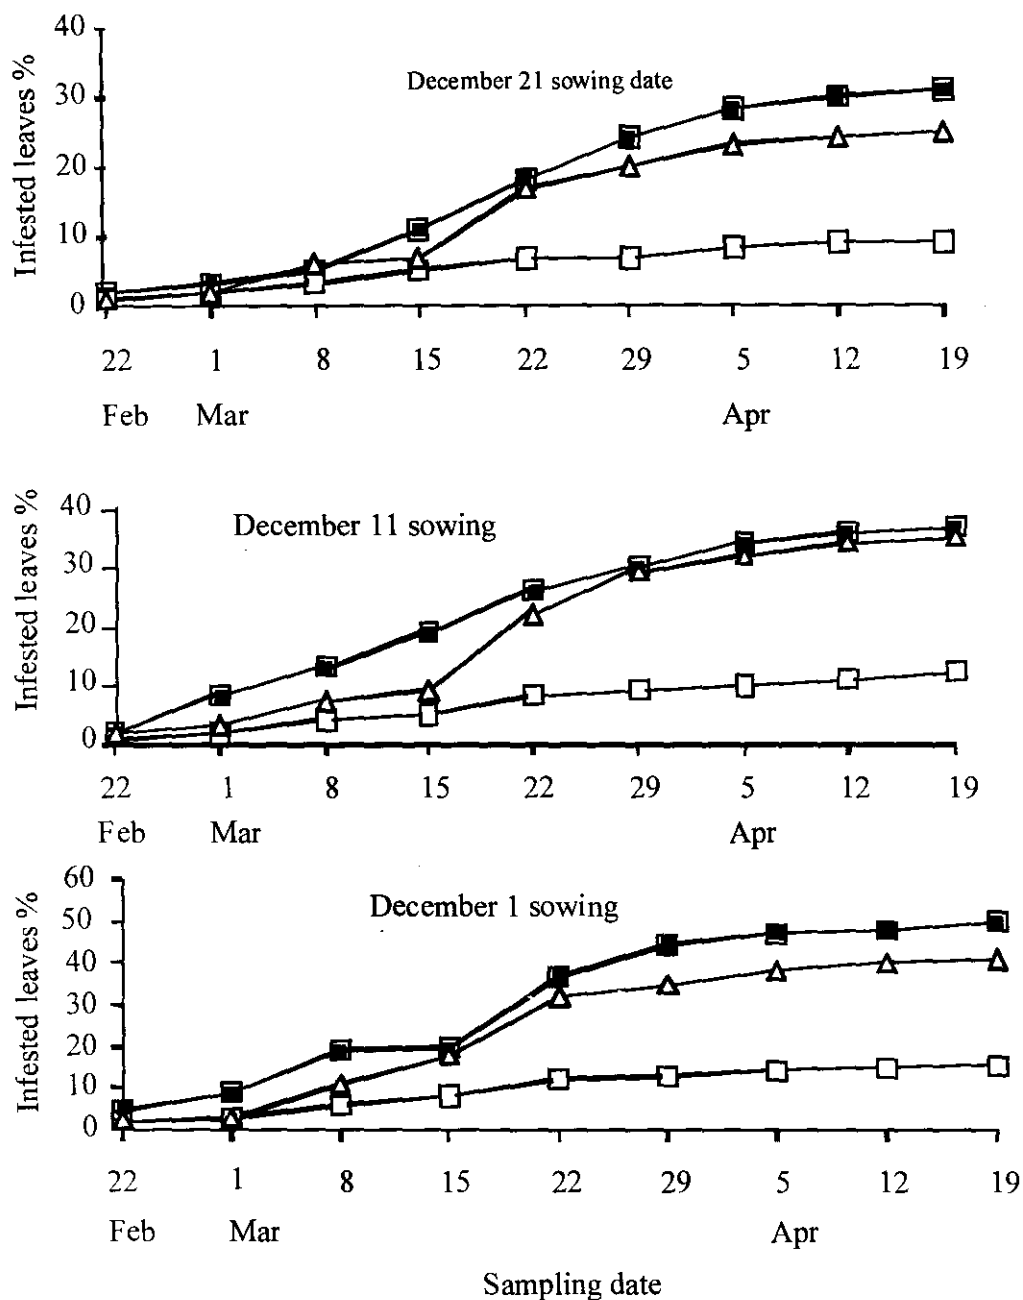 40
30
20
10
0
Infested leaves %
December 21 sowing date
22 1 8 15 22 29 5 12 19
Feb Mar Apr
40
30
20
10
0
Infested leaves %
December 11 sowing
22 1 8 15 22 29 5 12 19
Feb Mar Apr
60
50
40
30
20
10
0
Infested leaves %
December 1 sowing
22 1 8 15 22 29 5 12 19
Feb Mar Apr
Sampling date